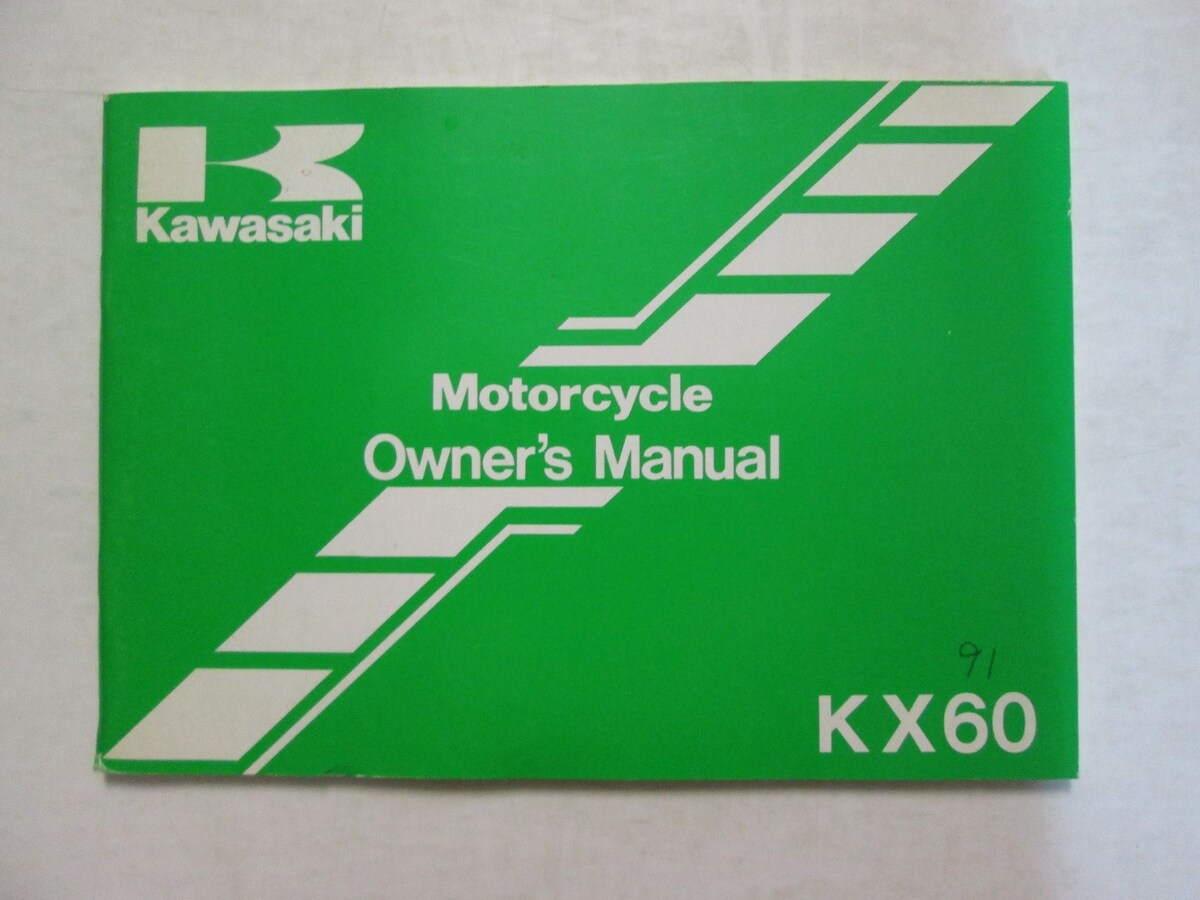 Kawasaki
Motorcycle
Owner's Manual
91
KX60